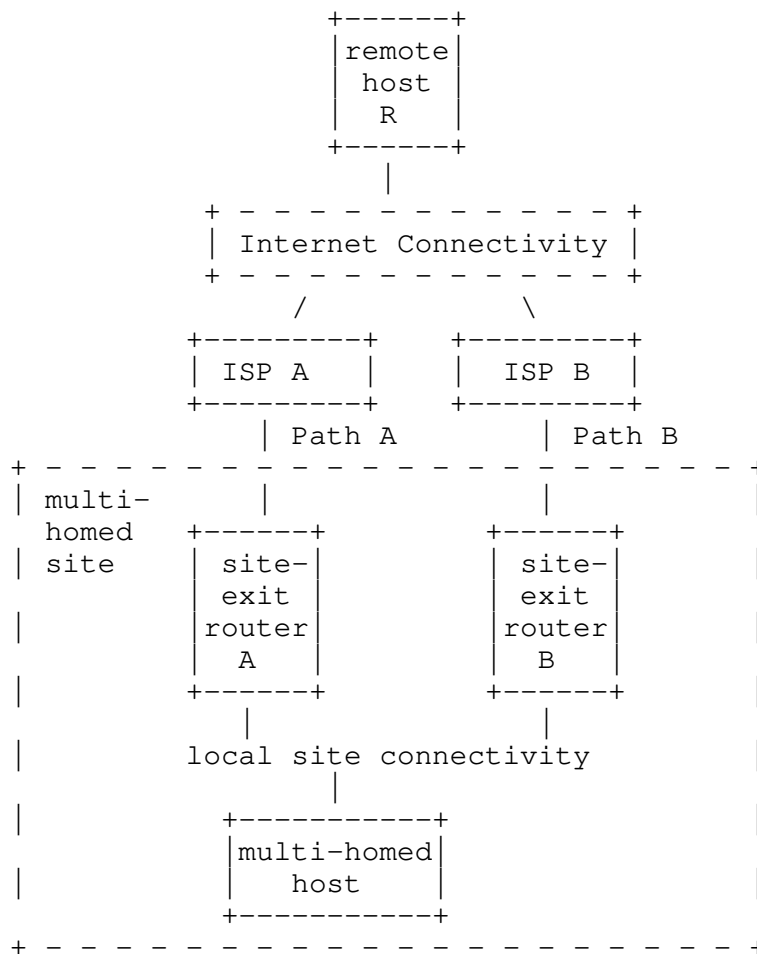 remote
host
R
Internet Connectivity
ISP A ISP B
Path A Path B
multi-
homed
site site- site-
exit exit
router router
A B
local site connectivity
multi-homed
host